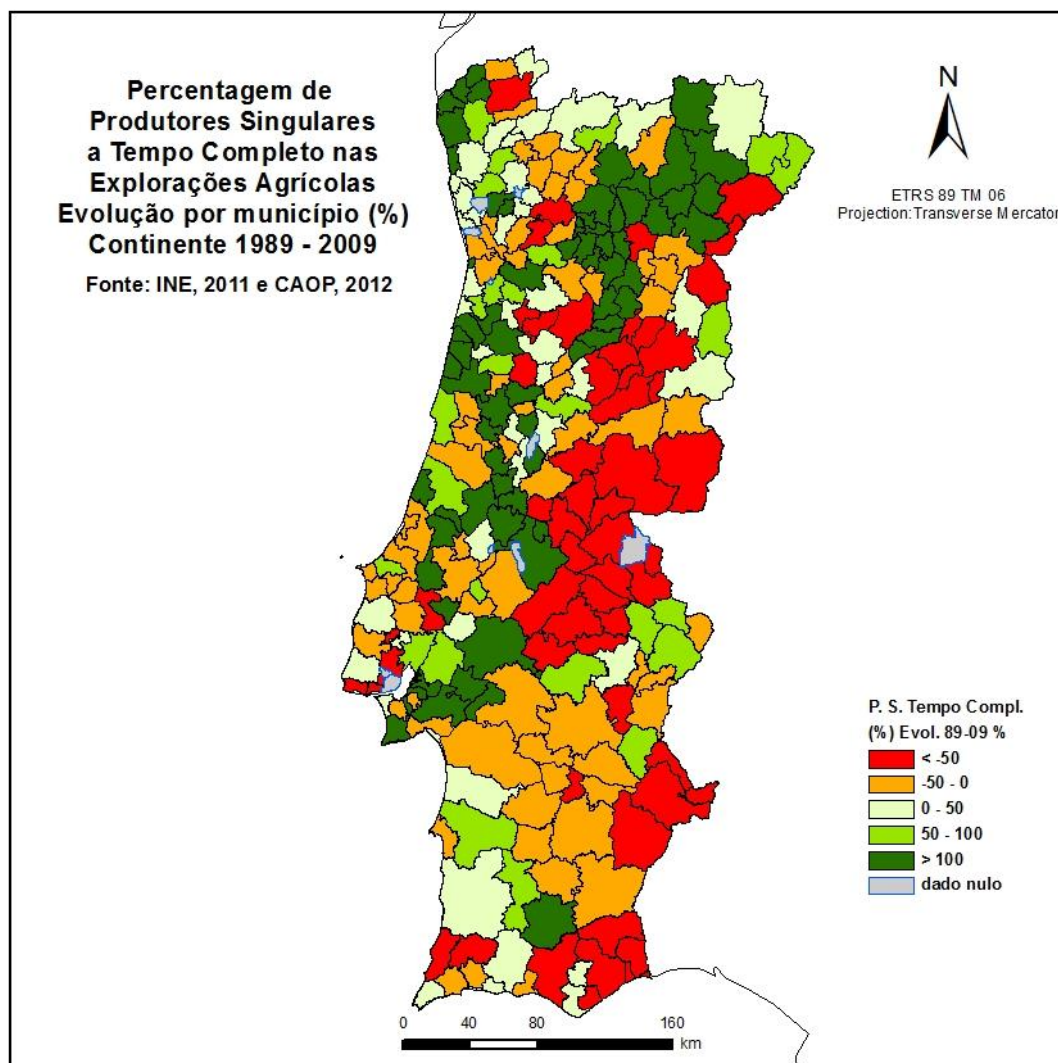 Percentagem de
Produtores Singulares
a Tempo Completo nas
Explorações Agrícolas
Evolução por município (%)
Continente 1989 - 2009
Fonte: INE, 2011 e CAOP, 2012
N
ETRS 89 TM 06
Projection: Transverse Mercator
P. S. Tempo Compl.
(%) Evol. 89-09 %
< -50
-50 - 0
0 - 50
50 - 100
> 100
dado nulo
0 40 80 160
km